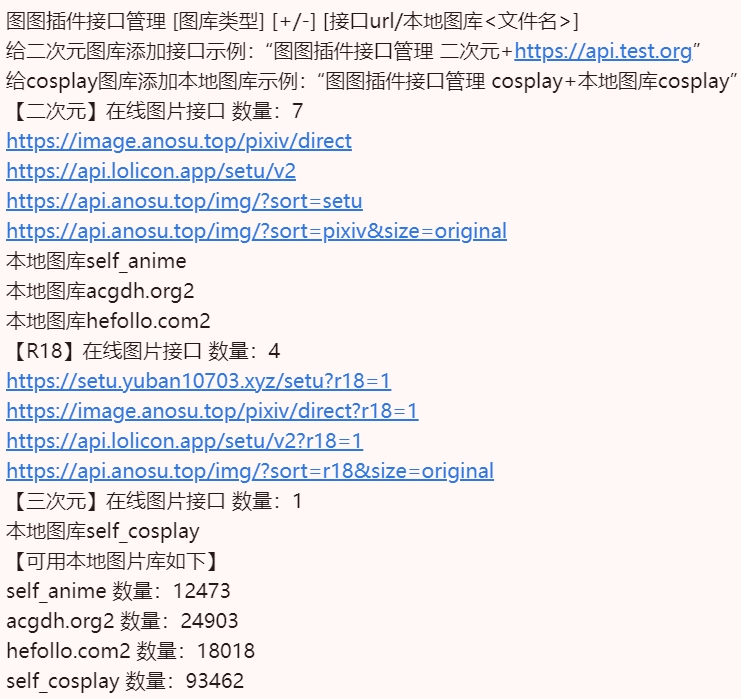 图图插件接口管理 [图库类型] [+/-] [接口url/本地图库<文件名>]
给二次元图库添加接口示例：“图图插件接口管理 二次元+https://api.test.org”
给cosplay图库添加本地图库示例：“图图插件接口管理 cosplay+本地图库cosplay”
【二次元】在线图片接口 数量：7
https://image.anosu.top/pixiv/direct
https://api.lolicon.app/setu/v2
https://api.anosu.top/img/?sort=setu
https://api.anosu.top/img/?sort=pixiv&size=original
本地图库self_anime
本地图库acgdh.org2
本地图库hefollo.com2
【R18】在线图片接口 数量：4
https://setu.yuban10703.xyz/setu?r18=1
https://image.anosu.top/pixiv/direct?r18=1
https://api.lolicon.app/setu/v2?r18=1
https://api.anosu.top/img/?sort=r18&size=original
【三次元】在线图片接口 数量：1
本地图库self_cosplay
【可用本地图片库如下】
self_anime 数量：12473
acgdh.org2 数量：24903
hefollo.com2 数量：18018
self_cosplay 数量：93462